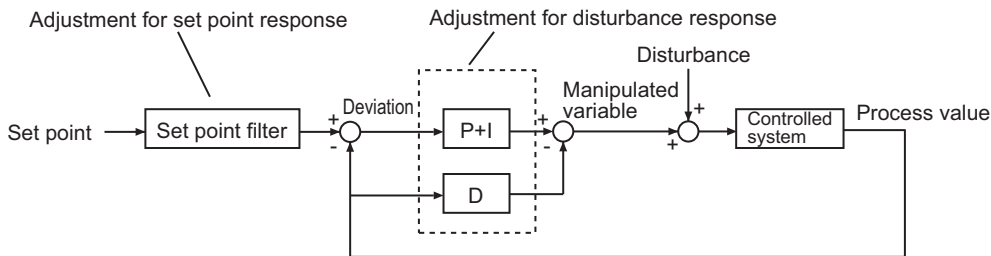 Adjustment for set point response
Adjustment for disturbance response
Disturbance
Manipulated
variable
Deviation
Set point
Set point filter
+
-
P+I
D
+
-
+
+
Controlled
system
Process value